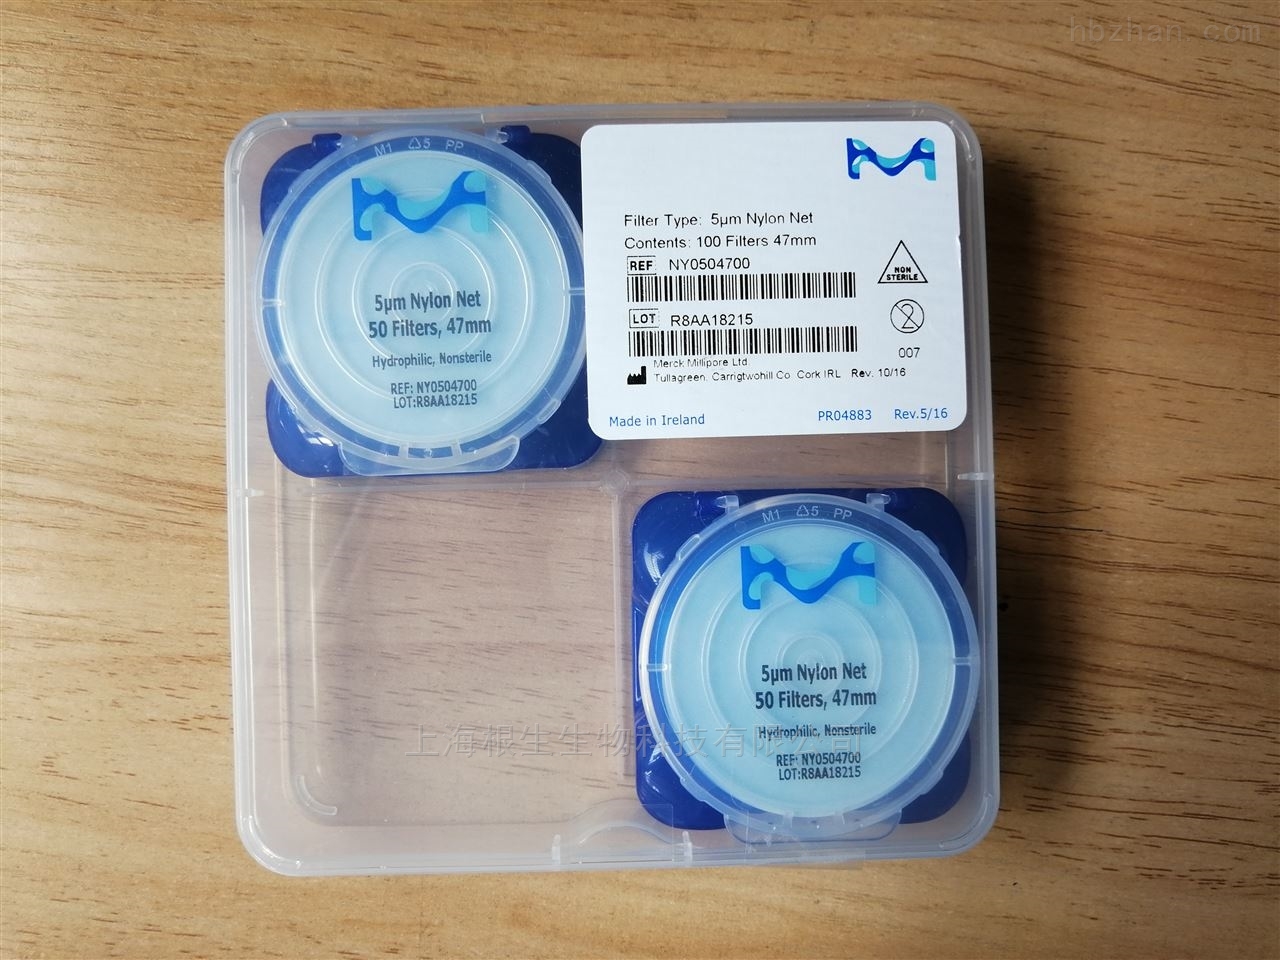 hbzhan.com
M1 5 PP
5µm Nylon Net
50 Filters, 47mm
Hydrophilic, Nonsterile
REF: NY0504700
LOT:R8AA18215
Filter Type: 5µm Nylon Net
Contents: 100 Filters 47mm
REF NY0504700
NON
STERILE
LOT R8AA18215
2
007
Merck Millipore Ltd.
Tullagreen, Carrigtwohill Co. Cork IRL Rev. 10/16
Made in Ireland PR04883 Rev.5/16
M1 5 PP
5µm Nylon Net
50 Filters, 47mm
Hydrophilic, Nonsterile
REF: NY0504700
LOT:R8AA18215
上海根生生物科技有限公司